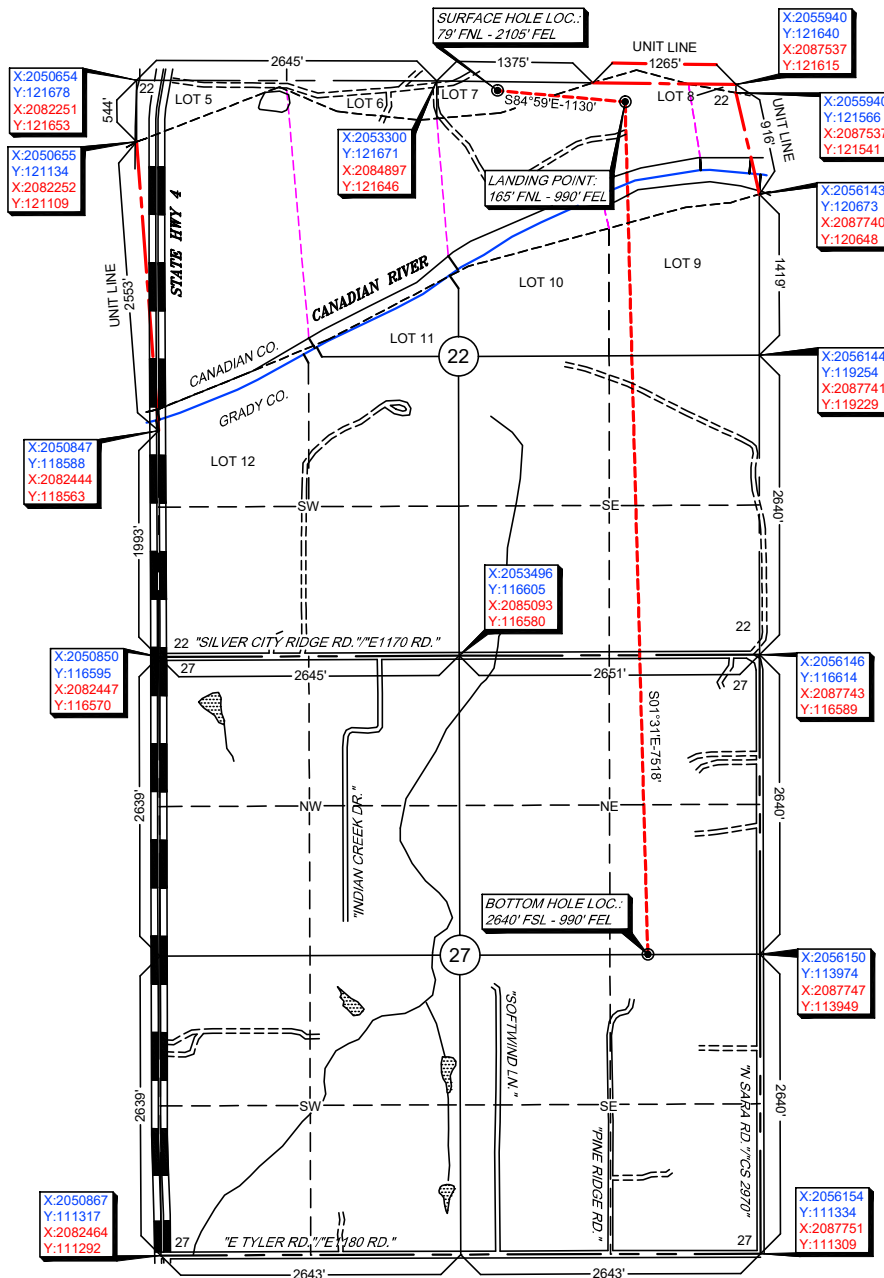 SURFACE HOLE LOC.:
79' FNL - 2105' FEL
UNIT LINE
2645'
1375'
1265'
X:2055940
Y:121640
X:2087537
Y:121615
X:2050654
Y:121678
X:2082251
Y:121653
22
LOT 5
LOT 6
LOT 7
LOT 8
22
S84°59'E-1130'
544'
X:2053300
Y:121671
X:2084897
Y:121646
UNIT LINE
916'
X:2055940
Y:121566
X:2087537
Y:121541
X:2050655
Y:121134
X:2082252
Y:121109
LANDING POINT:
165' FNL - 990' FEL
X:2056143
Y:120673
X:2087740
Y:120648
STATE HWY 4
UNIT LINE
2553'
CANADIAN RIVER
LOT 10
LOT 9
1419'
LOT 11
22
CANADIAN CO.
GRADY CO.
X:2056144
Y:119254
X:2087741
Y:119229
X:2050847
Y:118588
X:2082444
Y:118563
LOT 12
SW
SE
1993'
2640'
X:2053496
Y:116605
X:2085093
Y:116580
22
"SILVER CITY RIDGE RD."/"E1170 RD."
22
X:2050850
Y:116595
X:2082447
Y:116570
27
2645'
2651'
27
X:2056146
Y:116614
X:2087743
Y:116589
S01°31'E-7518'
2639'
NW
NE
2640'
"INDIAN CREEK DR."
BOTTOM HOLE LOC.:
2640' FSL - 990' FEL
27
X:2056150
Y:113974
X:2087747
Y:113949
"SOFTWIND LN."
2639'
SW
SE
2640'
"PINE RIDGE RD."
"N SARA RD."/"CS 2970"
X:2050867
Y:111317
X:2082464
Y:111292
X:2056154
Y:111334
X:2087751
Y:111309
27
"E TYLER RD."/"E1180 RD."
27
2643'
2643'